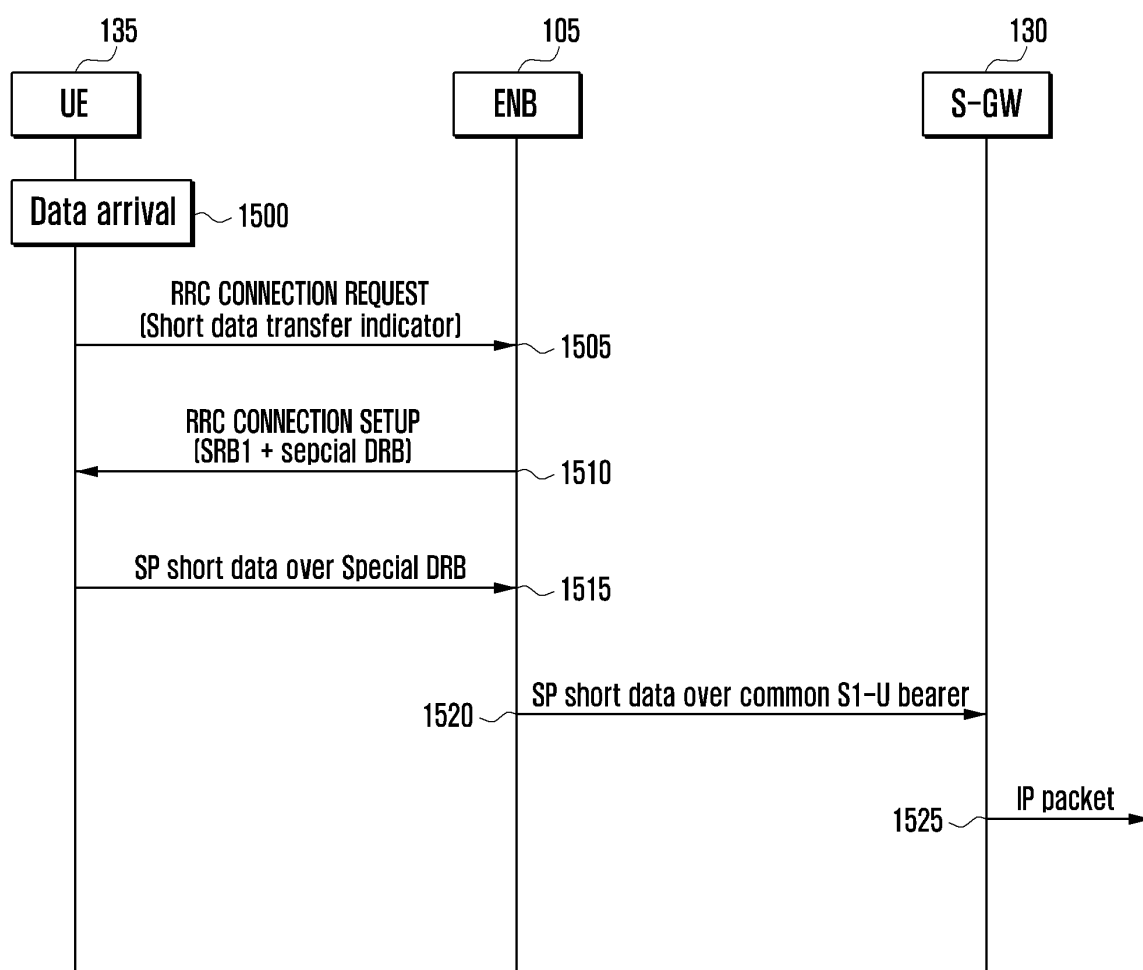 135
105
130
UE
ENB
S-GW
Data arrival
1500
RRC CONNECTION REQUEST
(Short data transfer indicator)
1505
RRC CONNECTION SETUP
(SRB1 + sepcial DRB)
1510
SP short data over Special DRB
1515
SP short data over common S1-U bearer
1520
IP packet
1525